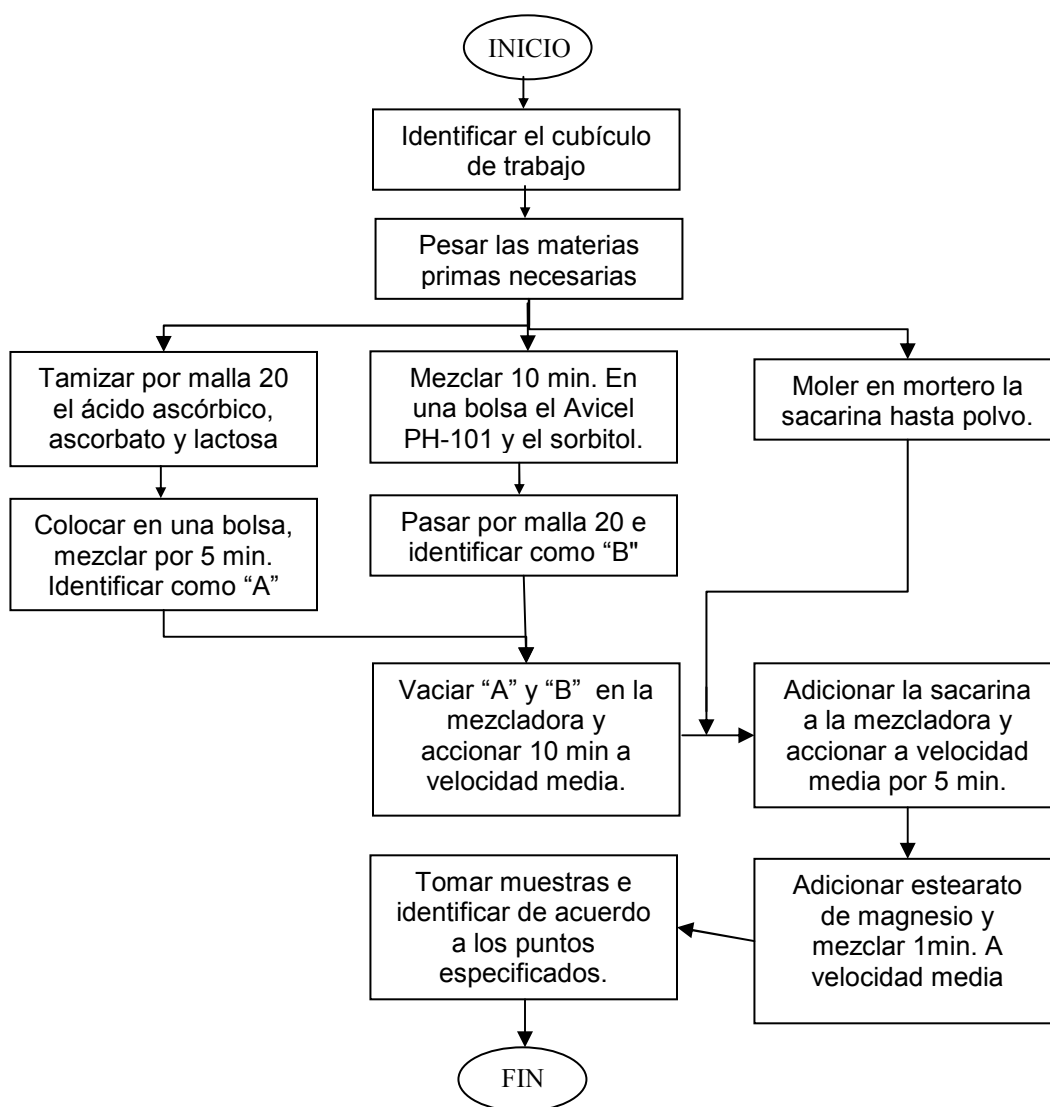 INICIO
Identificar el cubículo
de trabajo
Pesar las materias
primas necesarias
Tamizar por malla 20
el ácido ascórbico,
ascorbato y lactosa
Mezclar 10 min. En
una bolsa el Avicel
PH-101 y el sorbitol.
Moler en mortero la
sacarina hasta polvo.
Colocar en una bolsa,
mezclar por 5 min.
Identificar como “A”
Pasar por malla 20 e
identificar como “B"
Vaciar “A” y “B” en la
mezcladora y
accionar 10 min a
velocidad media.
Adicionar la sacarina
a la mezcladora y
accionar a velocidad
media por 5 min.
Adicionar estearato
de magnesio y
mezclar 1min. A
velocidad media
Tomar muestras e
identificar de acuerdo
a los puntos
especificados.
FIN